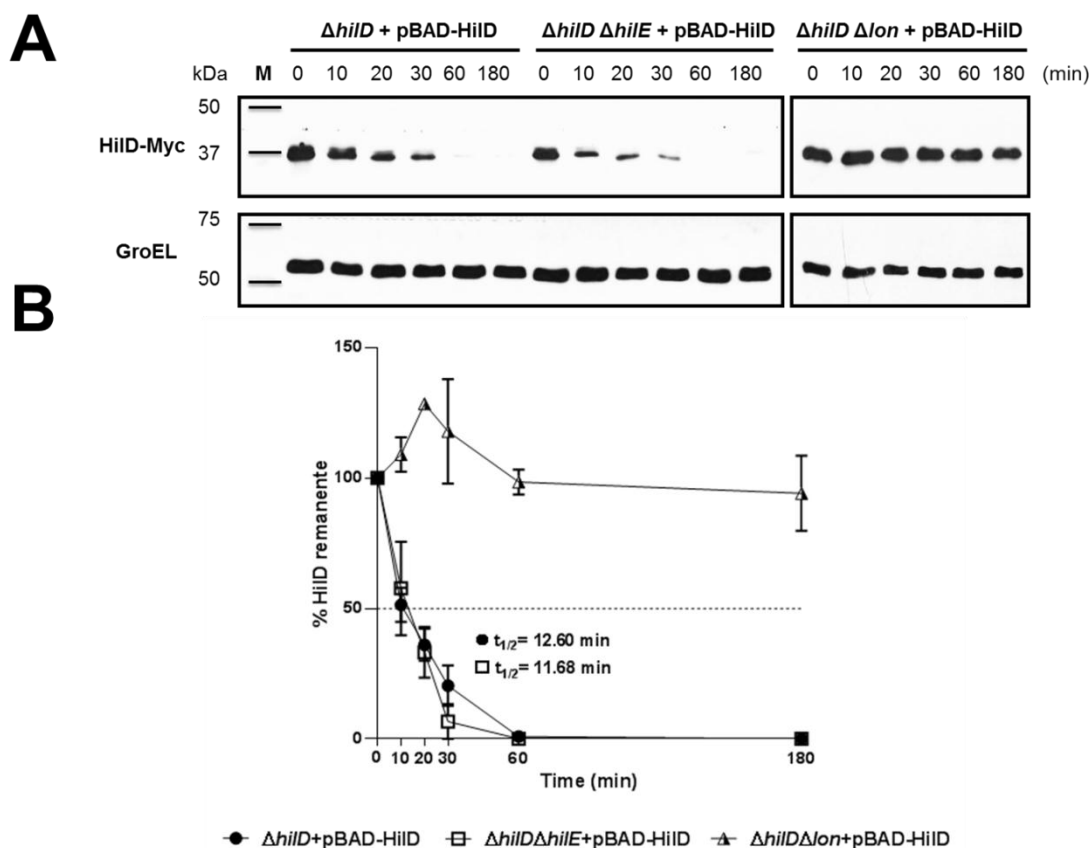 A
ΔhilD + pBAD-HilD ΔhilD ΔhilE + pBAD-HilD ΔhilD Δlon + pBAD-HilD
kDa M 0 10 20 30 60 180 0 10 20 30 60 180 0 10 20 30 60 180 (min)
50
HilD-Myc 37
75
GroEL
50
B
150
100
50
0
% HilD remanente
t1/2= 12.60 min
t1/2= 11.68 min
0 10 20 30 60 180
Time (min)
ΔhilD+pBAD-HilD ΔhilDΔhilE+pBAD-HilD ΔhilDΔlon+pBAD-HilD